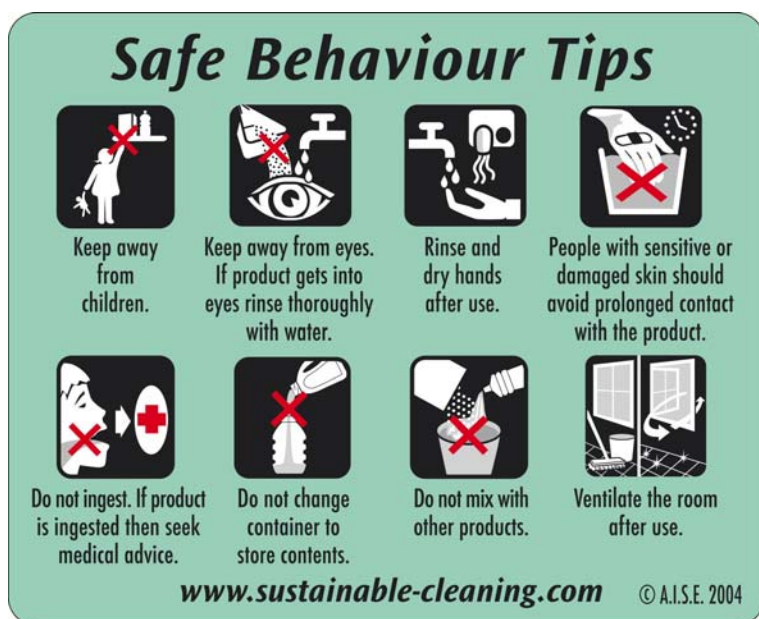 Safe Behaviour Tips
Keep away
from
children.
Keep away from eyes.
If product gets into
eyes rinse thoroughly
with water.
Rinse and
dry hands
after use.
People with sensitive or
damaged skin should
avoid prolonged contact
with the product.
Do not ingest. If product
is ingested then seek
medical advice.
Do not change
container to
store contents.
Do not mix with
other products.
Ventilate the room
after use.
www.sustainable-cleaning.com © A.I.S.E. 2004